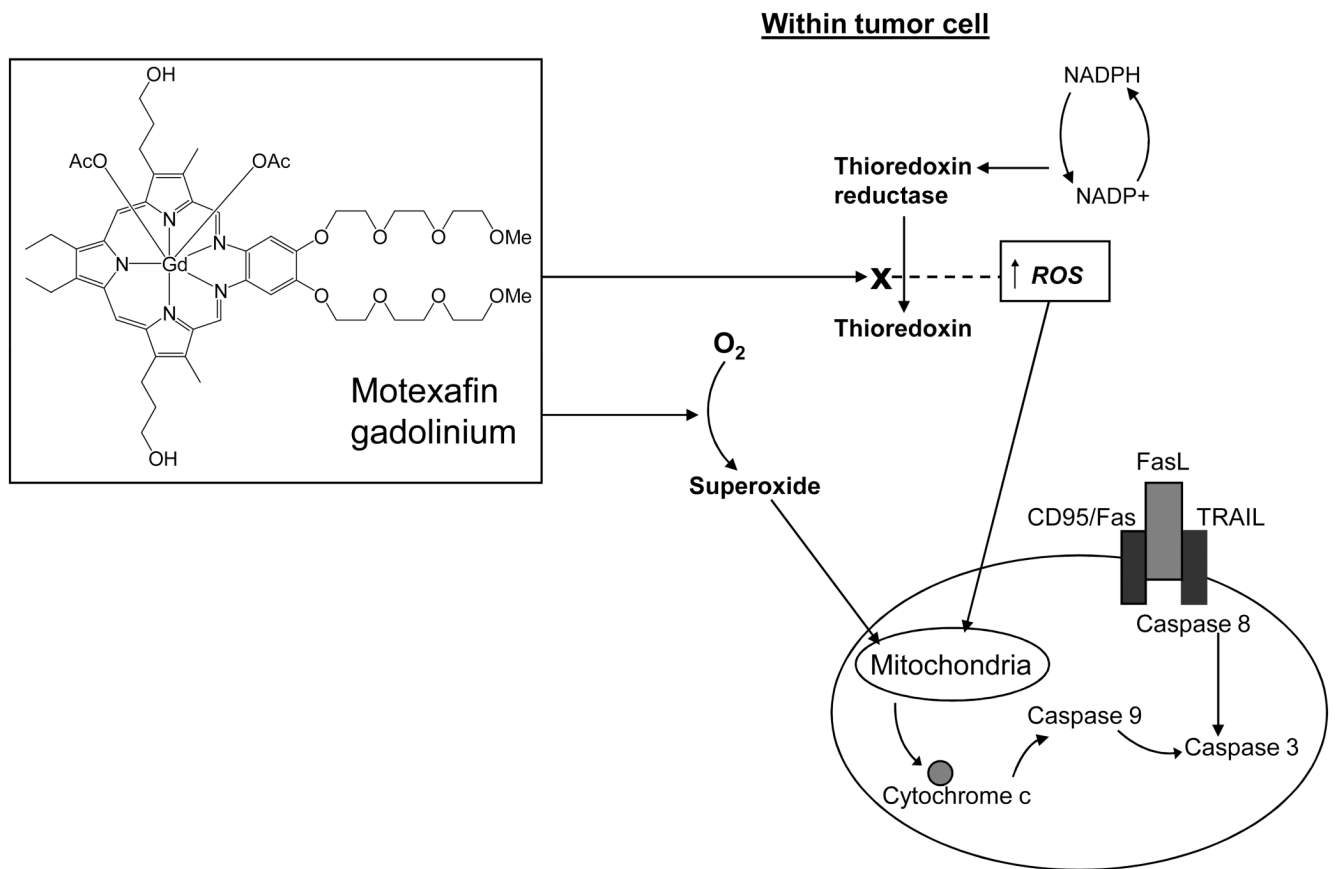 Within tumor cell
NADPH
NADP+
Thioredoxin
reductase
X
↑ ROS
Thioredoxin
OH
AcO
OAc
N
N
N
Gd
N
N
O
O
O
OMe
O
O
O
OMe
OH
Motexafin
gadolinium
O2
Superoxide
FasL
CD95/Fas
TRAIL
Caspase 8
Mitochondria
Caspase 9
Caspase 3
Cytochrome c